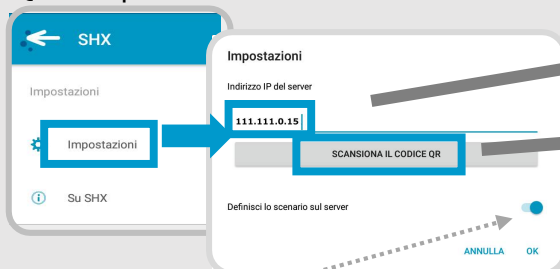 SHX
Impostazioni
Impostazioni
Su SHX
Impostazioni
Indirizzo IP del server
111.111.0.15
SCANSIONA IL CODICE QR
Definisci lo scenario sul server
ANNULLA OK